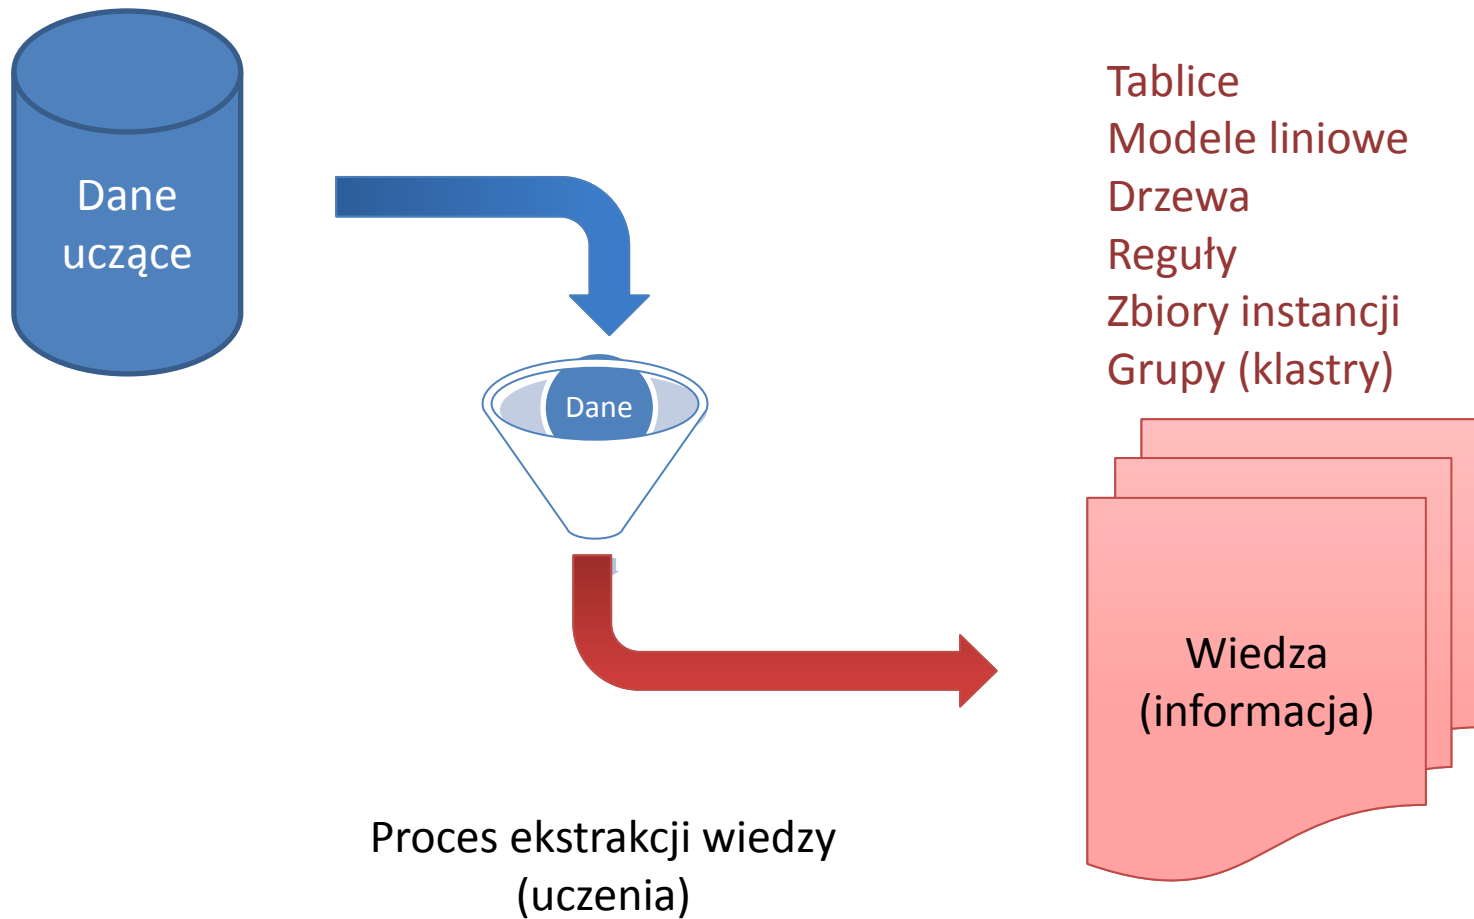 Dane
uczące
Dane
Proces ekstrakcji wiedzy
(uczenia)
Tablice
Modele liniowe
Drzewa
Reguły
Zbiory instancji
Grupy (klastry)
Wiedza
(informacja)